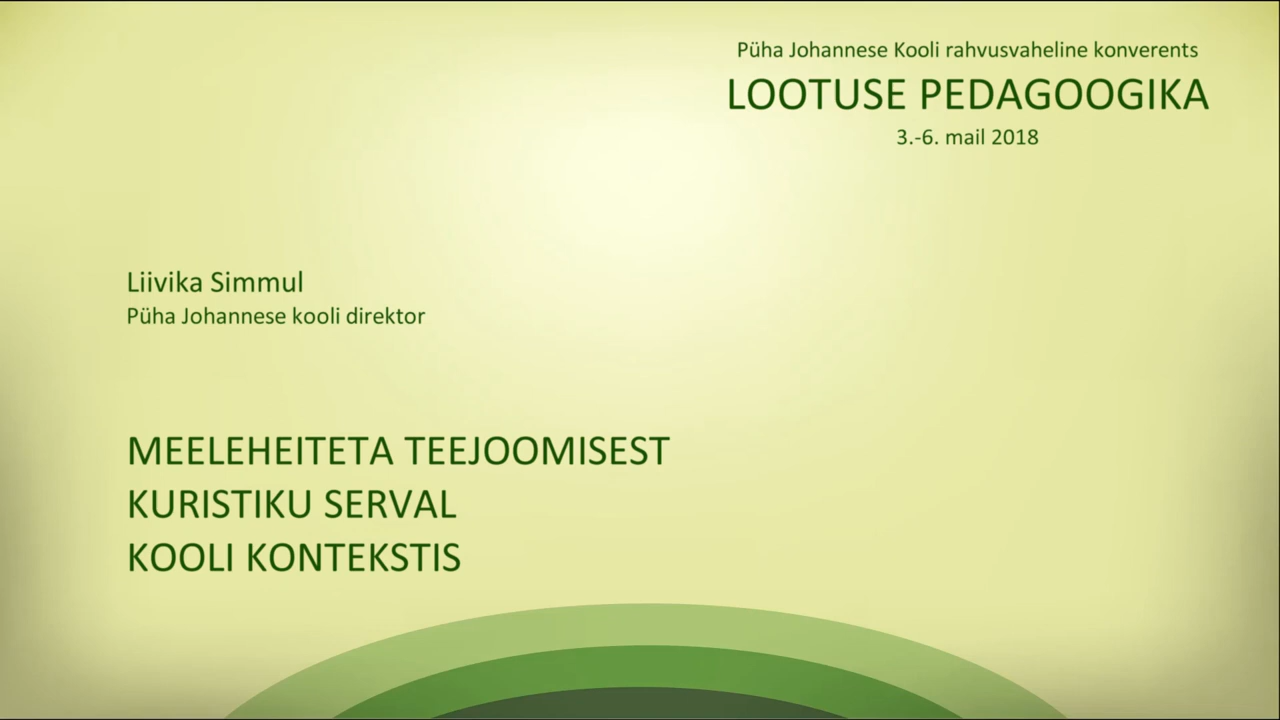 Püha Johannese Kooli rahvusvaheline konverents
LOOTUSE PEDAGOOGIKA
3.-6. mail 2018
Liivika Simmul
Püha Johannese kooli direktor
MEELEHEITETA TEEJOOMISEST
KURISTIKU SERVAL
KOOLI KONTEKSTIS